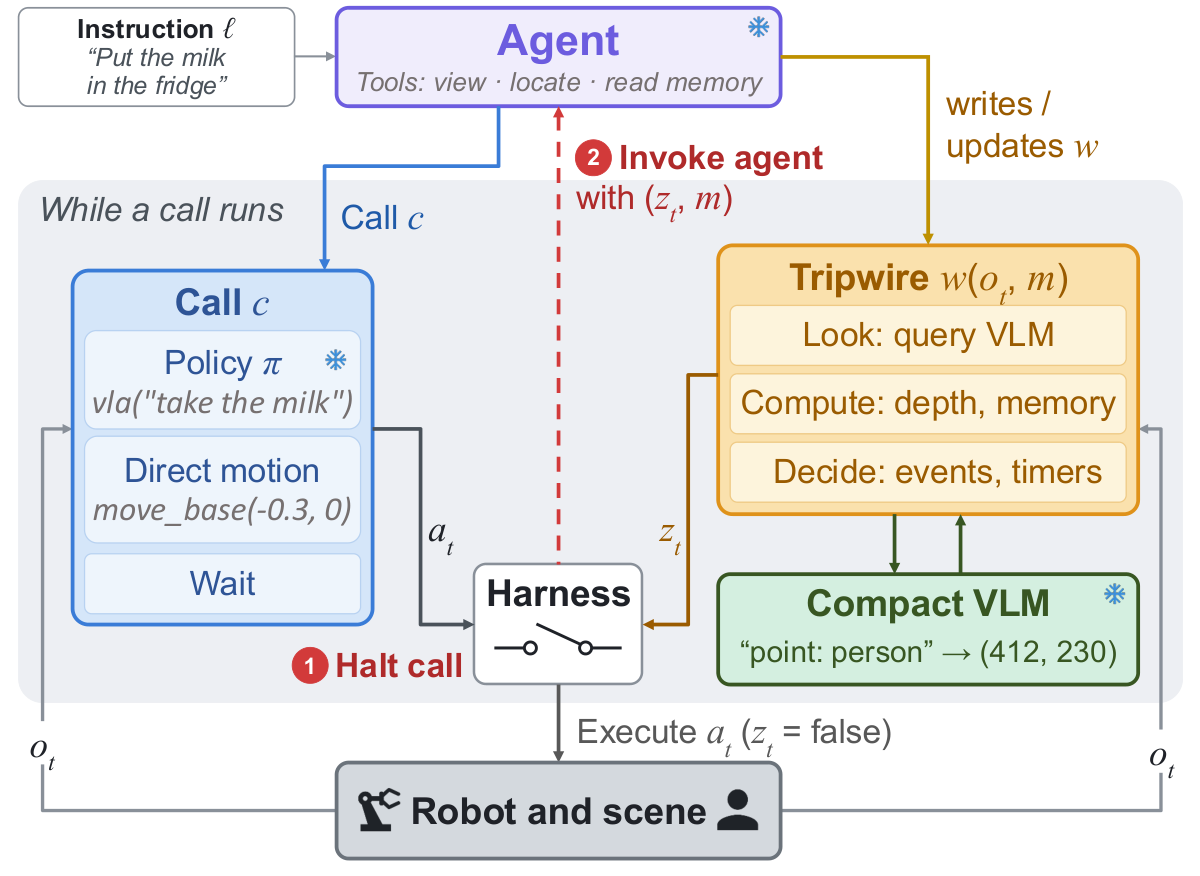 Instruction ℓ
“Put the milk
in the fridge”
Agent
Tools: view · locate · read memory
writes /
updates w
2 Invoke agent
with (z_t, m)
While a call runs
Call c
Call c
Policy π
vla("take the milk")
Direct motion
move_base(-0.3, 0)
Wait
a_t
Tripwire w(o_t, m)
Look: query VLM
Compute: depth, memory
Decide: events, timers
z_t
Harness
1 Halt call
Compact VLM
“point: person” → (412, 230)
Execute a_t (z_t = false)
o_t
o_t
Robot and scene